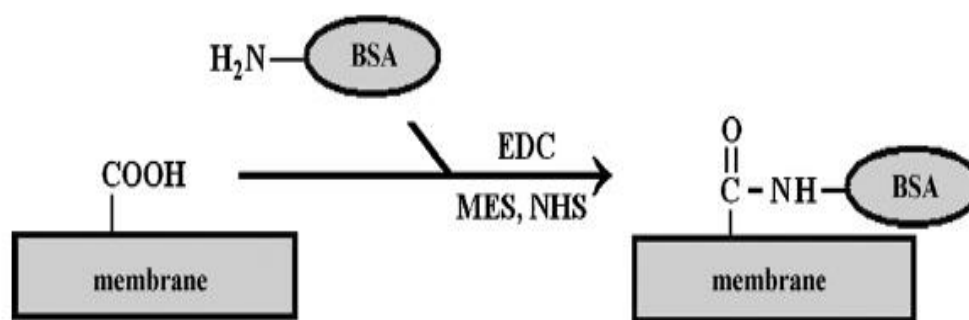 H₂N
BSA
COOH
EDC
MES, NHS
O
C
NH
BSA
membrane
membrane